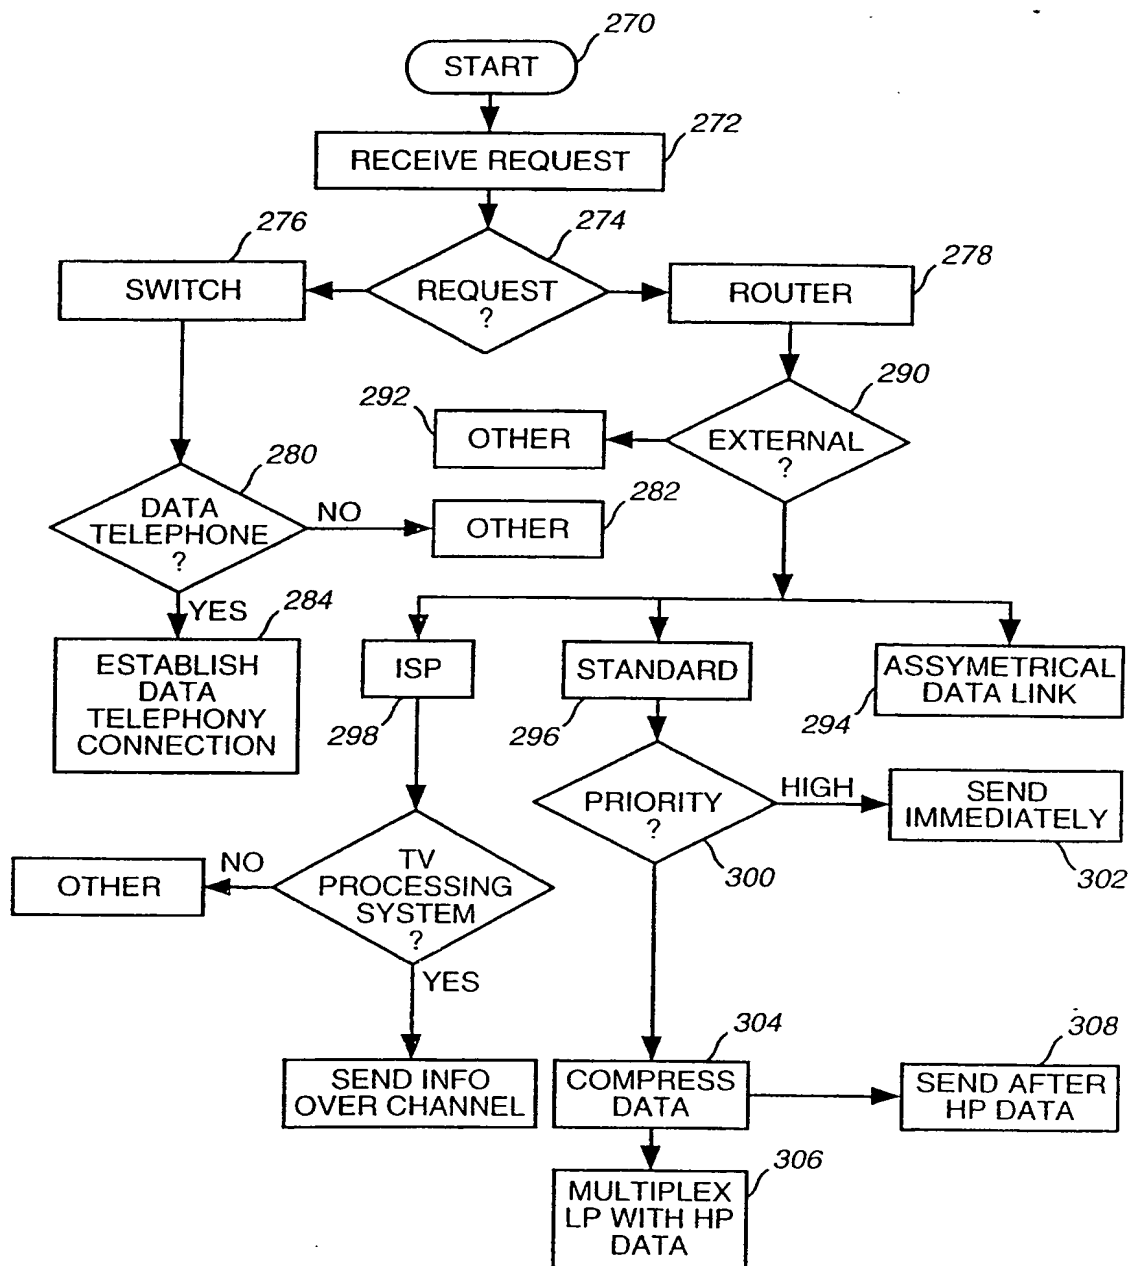 270
START
272
RECEIVE REQUEST
276
274
278
SWITCH
REQUEST
?
ROUTER
290
292
OTHER
EXTERNAL
?
280
282
DATA
TELEPHONE
?
NO
OTHER
YES
284
ESTABLISH
DATA
TELEPHONY
CONNECTION
ISP
298
STANDARD
296
ASSYMETRICAL
DATA LINK
294
PRIORITY
?
300
HIGH
SEND
IMMEDIATELY
302
OTHER
NO
TV
PROCESSING
SYSTEM
?
YES
304
308
SEND INFO
OVER CHANNEL
COMPRESS
DATA
SEND AFTER
HP DATA
306
MULTIPLEX
LP WITH HP
DATA